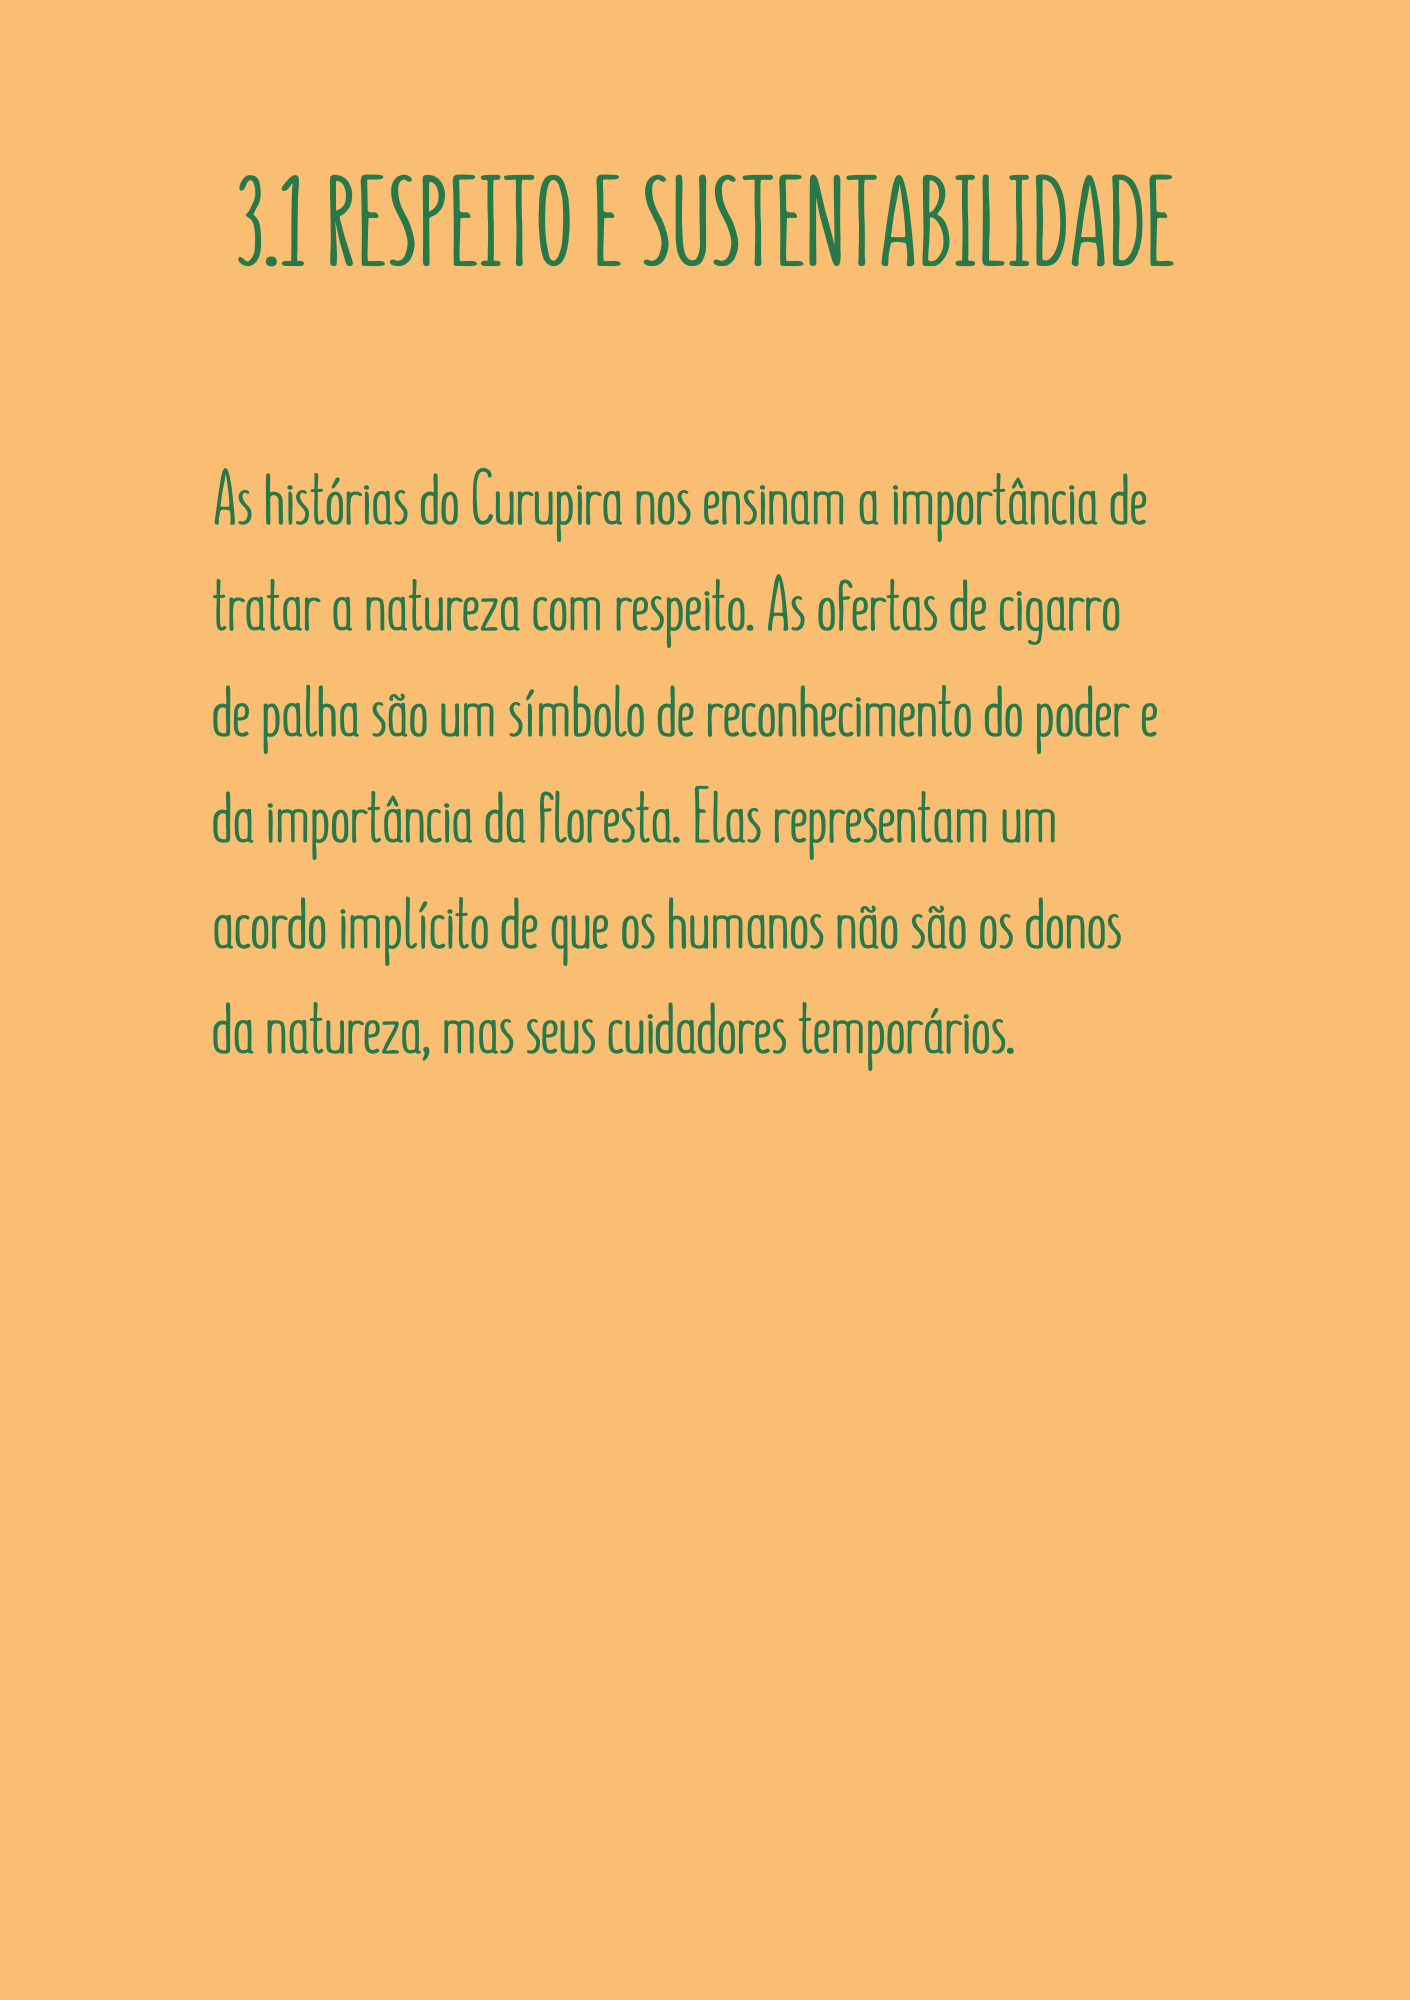 3.1 RESPEITO E SUSTENTABILIDADE
As histórias do Curupira nos ensinam a importância de
tratar a natureza com respeito. As ofertas de cigarro
de palha são um símbolo de reconhecimento do poder e
da importância da floresta. Elas representam um
acordo implícito de que os humanos não são os donos
da natureza, mas seus cuidadores temporários.